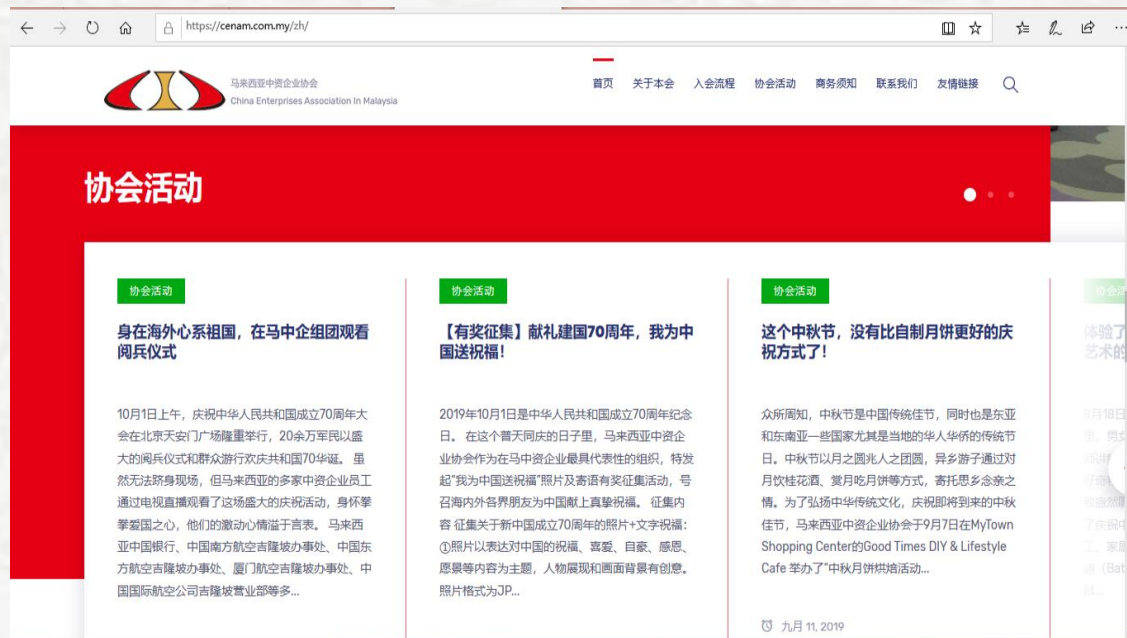 https://cenam.com.my/zh/
马来西亚中资企业协会
China Enterprises Association In Malaysia
首页 关于本会 入会流程 协会活动 商务须知 联系我们 友情链接
协会活动
协会活动
身在海外心系祖国，在马中企组团观看
阅兵仪式
10月1日上午，庆祝中华人民共和国成立70周年大
会在北京天安门广场隆重举行，20余万军民以盛
大的阅兵仪式和群众游行欢庆共和国70华诞。 虽
然无法跻身现场，但马来西亚的多家中资企业员工
通过电视直播观看了这场盛大的庆祝活动，身怀拳
拳爱国之心，他们的激动心情溢于言表。 马来西
亚中国银行、中国南方航空吉隆坡办事处、中国东
方航空吉隆坡办事处、厦门航空吉隆坡办事处、中
国国际航空公司吉隆坡营业部等多...
协会活动
【有奖征集】献礼建国70周年，我为中
国送祝福！
2019年10月1日是中华人民共和国成立70周年纪念
日。 在这个普天同庆的日子里，马来西亚中资企
业协会作为在马中资企业最具代表性的组织，特发
起“我为中国送祝福”照片及寄语有奖征集活动，号
召海内外各界朋友为中国献上真挚祝福。 征集内
容 征集关于新中国成立70周年的照片+文字祝福：
①照片以表达对中国的祝福、喜爱、自豪、感恩、
愿景等内容为主题，人物展现和画面背景有创意。
照片格式为JP...
协会活动
这个中秋节，没有比自制月饼更好的庆
祝方式了！
众所周知，中秋节是中国传统佳节，同时也是东亚
和东南亚一些国家尤其是当地的华人华侨的传统节
日。中秋节以月之圆兆人之团圆，异乡游子通过对
月饮桂花酒、赏月吃月饼等方式，寄托思乡念亲之
情。为了弘扬中华传统文化，庆祝即将到来的中秋
佳节，马来西亚中资企业协会于9月7日在MyTown
Shopping Center的Good Times DIY & Lifestyle
Cafe 举办了“中秋月饼烘焙活动...
九月 11, 2019
体验了
艺术的